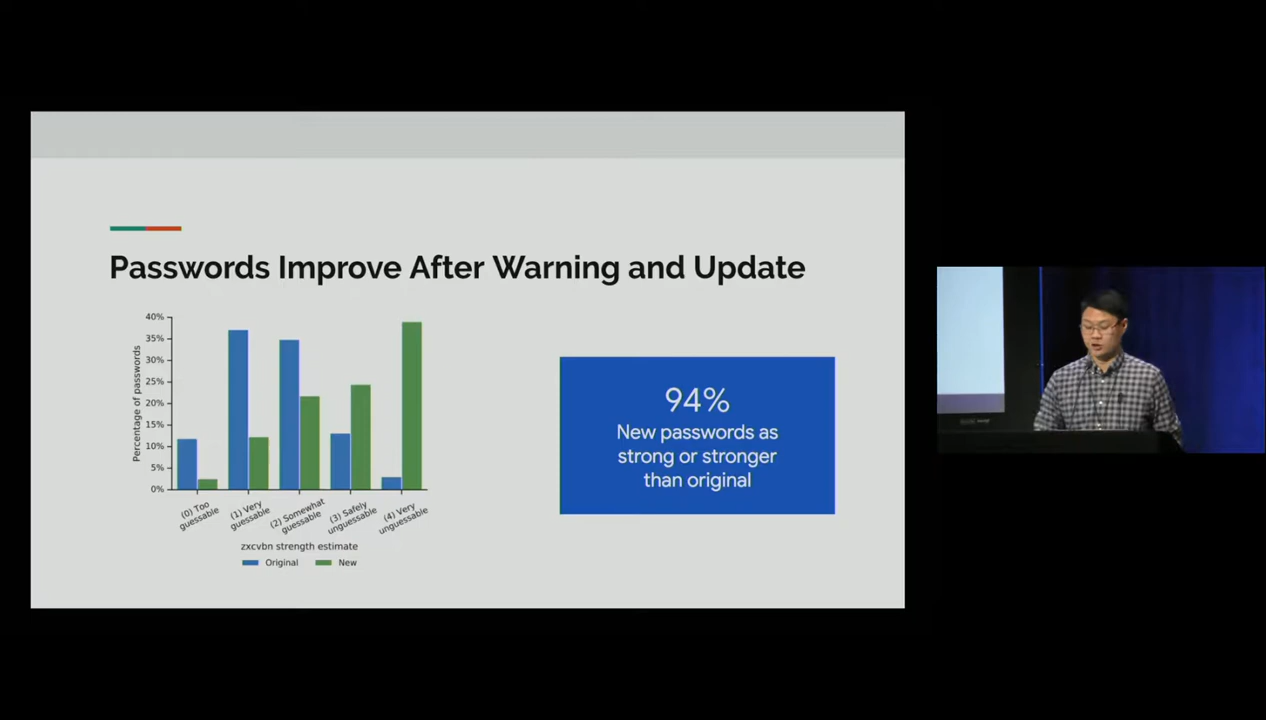 Passwords Improve After Warning and Update
40%
35%
30%
25%
20%
15%
10%
5%
0%
Percentage of passwords
(0) Too
guessable
(1) Very
guessable
(2) Somewhat
guessable
(3) Safely
unguessable
(4) Very
unguessable
zxcvbn strength estimate
Original
New
94%
New passwords as
strong or stronger
than original